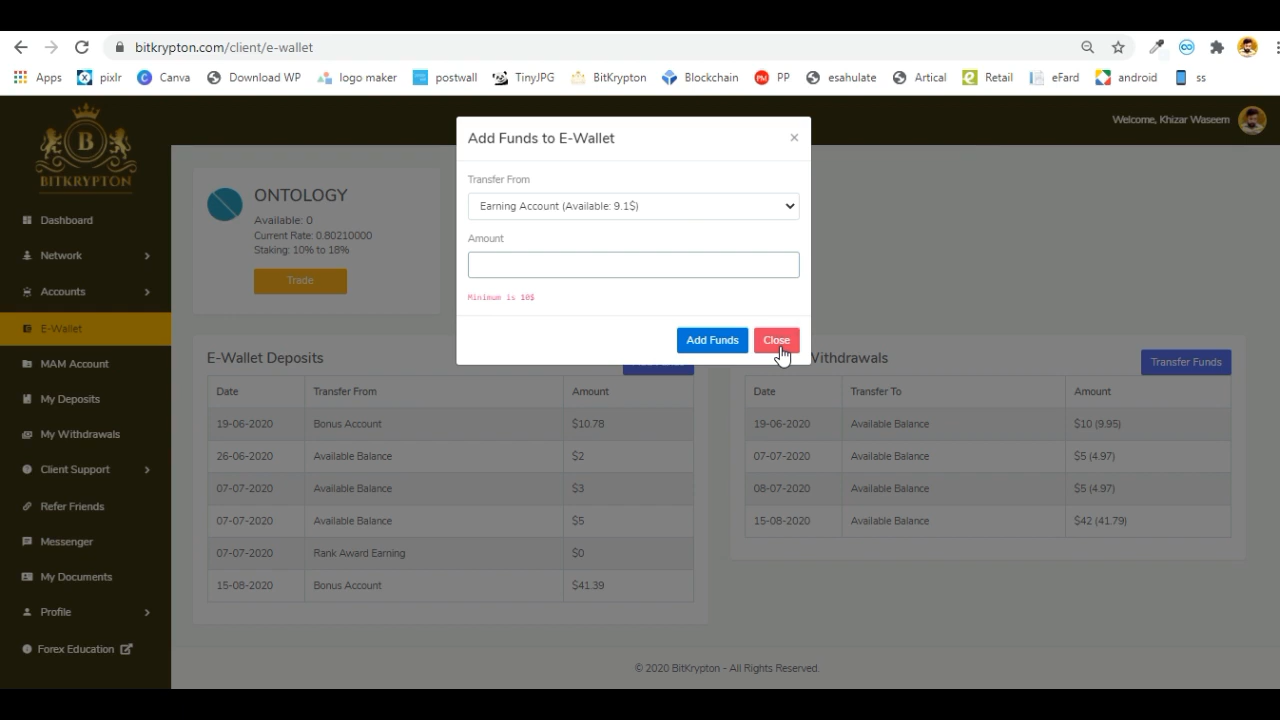 bitkrypton.com/client/e-wallet
Apps pixlr Canva Download WP logo maker postwall TinyJPG BitKrypton Blockchain PM PP esahulate Artical Retail eFard android ss
B
BITKRYPTON
Welcome, Khizar Waseem
Dashboard
Network
Accounts
E-Wallet
MAM Account
My Deposits
My Withdrawals
Client Support
Refer Friends
Messenger
My Documents
Profile
Forex Education
ONTOLOGY
Available: 0
Current Rate: 0.80210000
Staking: 10% to 18%
Trade
Add Funds to E-Wallet ×
Transfer From
Earning Account (Available: 9.1$)
Amount
Minimum is 10$
Add Funds Close
E-Wallet Deposits
Date Transfer From Amount
19-06-2020 Bonus Account $10.78
26-06-2020 Available Balance $2
07-07-2020 Available Balance $3
07-07-2020 Available Balance $5
07-07-2020 Rank Award Earning $0
15-08-2020 Bonus Account $41.39
Withdrawals Transfer Funds
Date Transfer To Amount
19-06-2020 Available Balance $10 (9.95)
07-07-2020 Available Balance $5 (4.97)
08-07-2020 Available Balance $5 (4.97)
15-08-2020 Available Balance $42 (41.79)
© 2020 BitKrypton - All Rights Reserved.